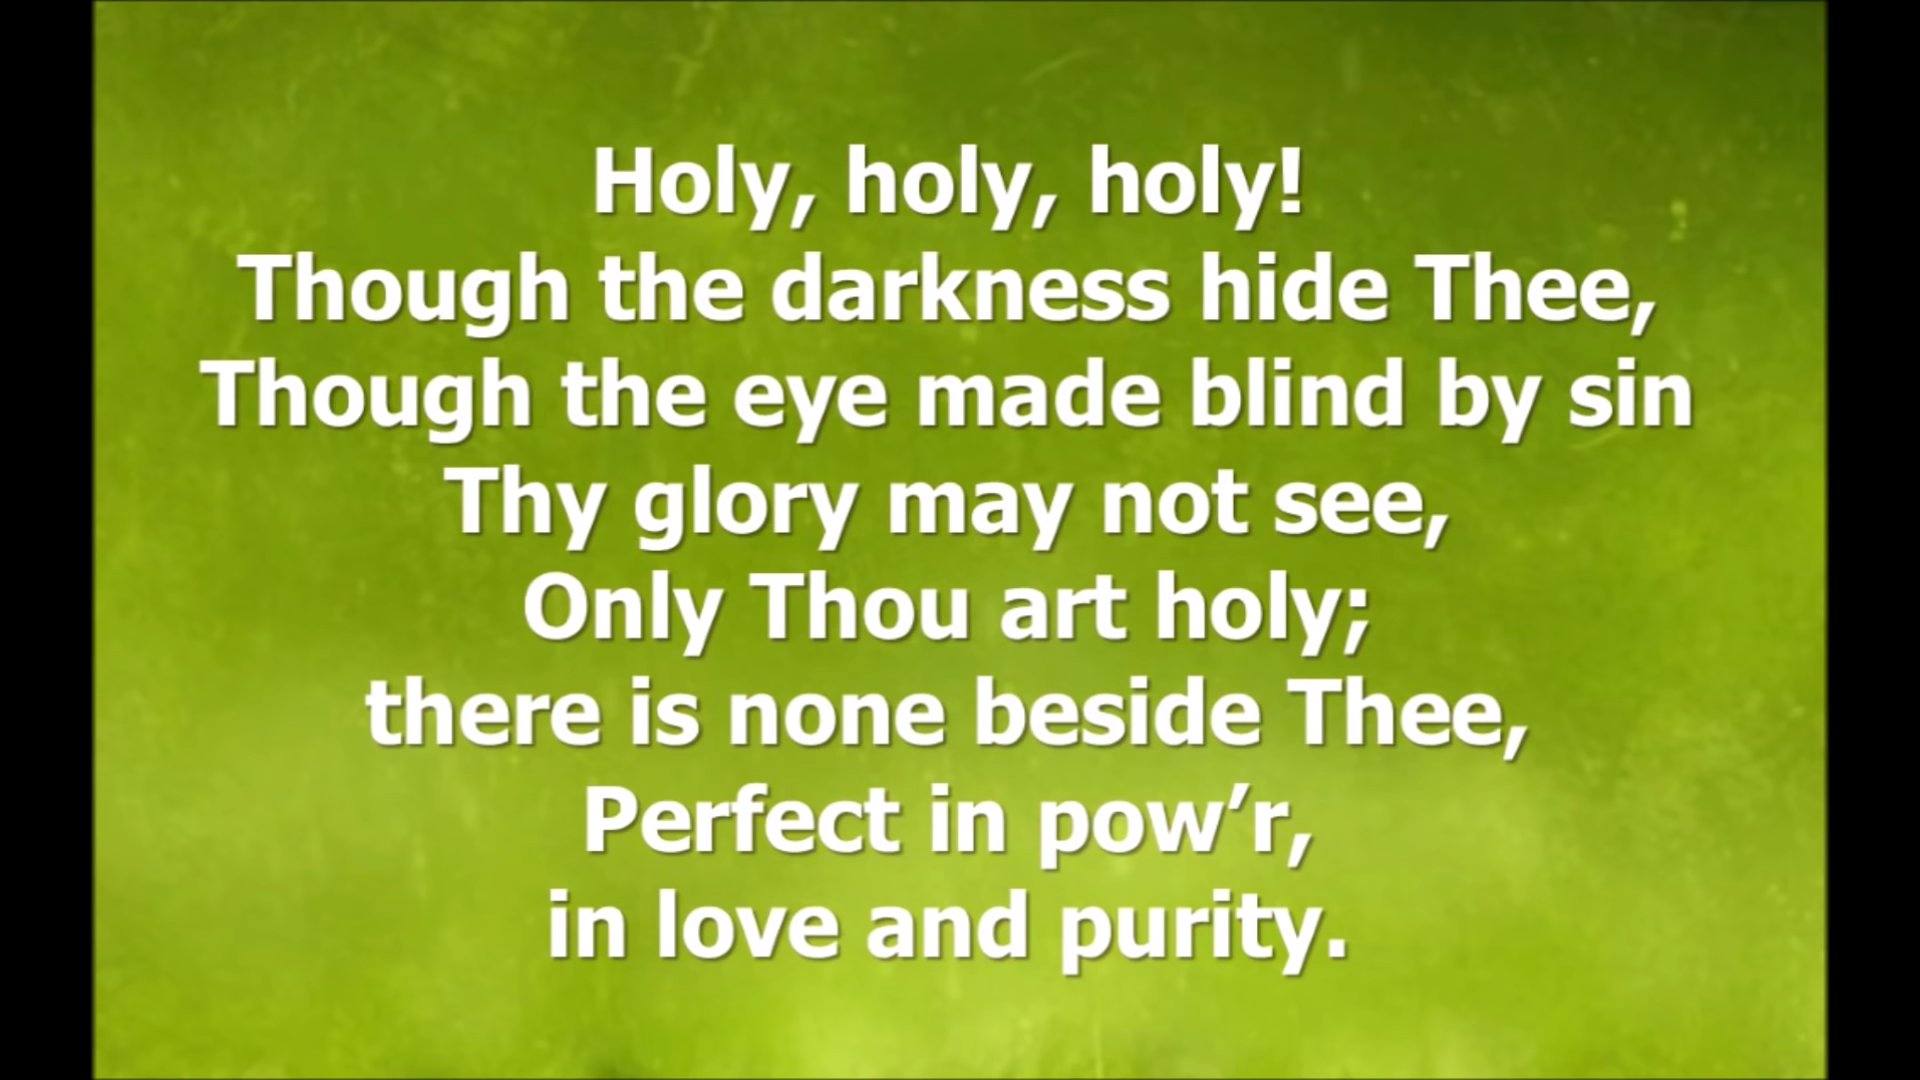 Holy, holy, holy!
Though the darkness hide Thee,
Though the eye made blind by sin
Thy glory may not see,
Only Thou art holy;
there is none beside Thee,
Perfect in pow’r,
in love and purity.